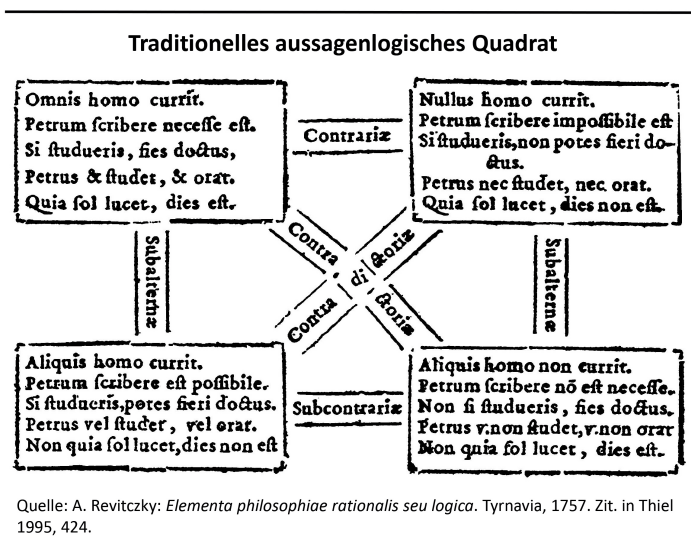 Traditionelles aussagenlogisches Quadrat
Omnis homo currit.
Petrum ſcribere neceſſe eſt.
Si ſtudueris, fies doctus,
Petrus & ſtudet, & orat.
Quia ſol lucet, dies eſt.
Contrariæ
Nullus homo currit.
Petrum ſcribere impoſſibile eſt
Si ſtudueris, non potes fieri do-
ctus.
Petrus nec ſtudet, nec orat.
Quia ſol lucet, dies non eſt.
Subalternæ
Contra
di
ctoriæ
Contra
ctoriæ
Subalternæ
Aliquis homo currit.
Petrum ſcribere eſt poſſibile.
Si ſtudueris, potes fieri doctus.
Petrus vel ſtudet, vel orat.
Non quia ſol lucet, dies non eſt
Subcontrariæ
Aliquis homo non currit.
Petrum ſcribere nō eſt neceſſe.
Non ſi ſtudueris, fies doctus.
Petrus v. non ſtudet, v. non orat
Non quia ſol lucet, dies eſt.
Quelle: A. Revitczky: Elementa philosophiae rationalis seu logica. Tyrnavia, 1757. Zit. in Thiel
1995, 424.